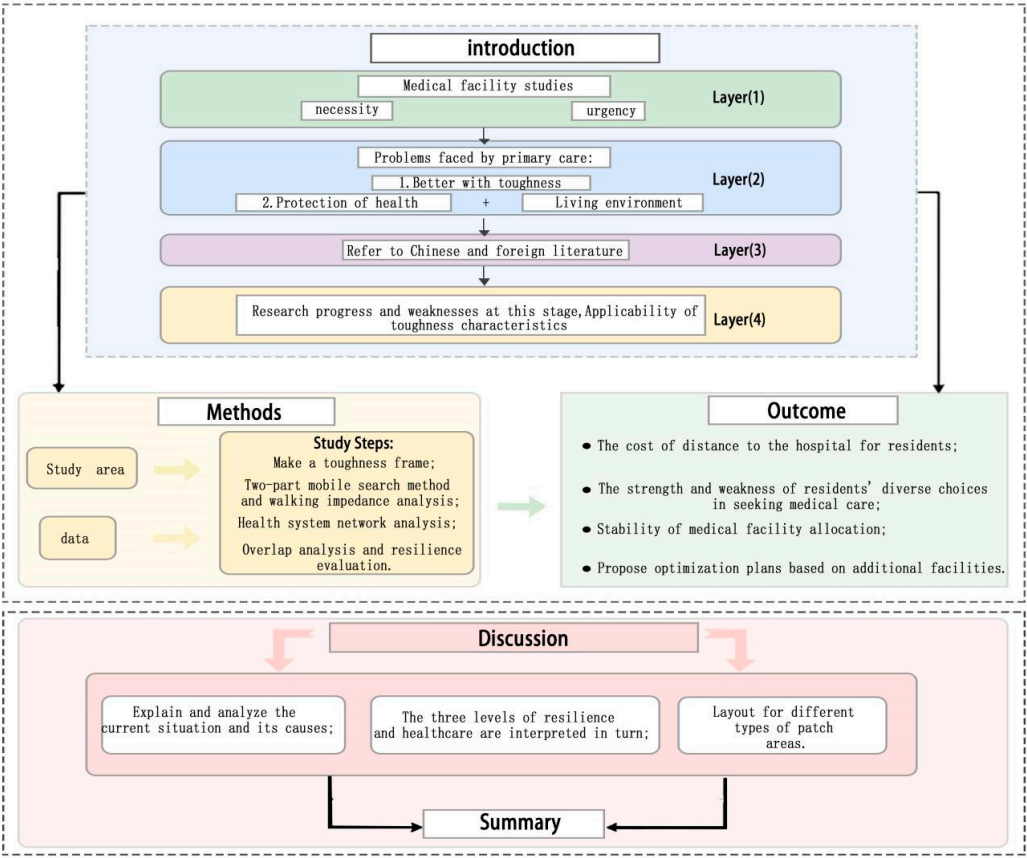 introduction
Medical facility studies
necessity
urgency
Layer(1)
Problems faced by primary care:
1.Better with toughness
2.Protection of health
+
Living environment
Layer(2)
Refer to Chinese and foreign literature
Layer(3)
Research progress and weaknesses at this stage,Applicability of
toughness characteristics
Layer(4)
Methods
Study area
data
Study Steps:
Make a toughness frame;
Two-part mobile search method
and walking impedance analysis;
Health system network analysis;
Overlap analysis and resilience
evaluation.
Outcome
● The cost of distance to the hospital for residents;
● The strength and weakness of residents' diverse choices
in seeking medical care;
● Stability of medical facility allocation;
● Propose optimization plans based on additional facilities.
Discussion
Explain and analyze the
current situation and its causes;
The three levels of resilience
and healthcare are interpreted in turn;
Layout for different
types of patch
areas.
Summary